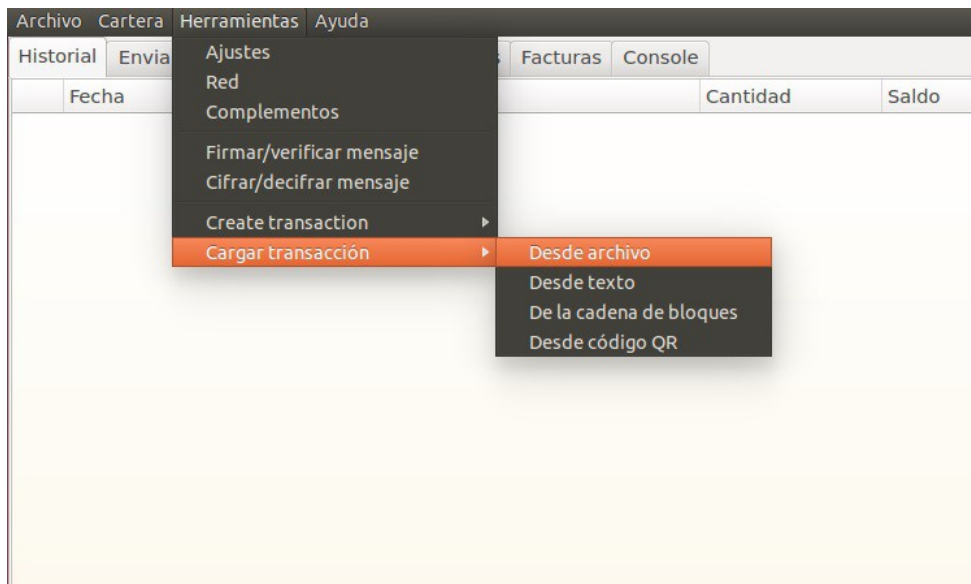 Archivo Cartera Herramientas Ayuda
Historial Envia Facturas Console
Fecha Cantidad Saldo
Ajustes
Red
Complementos
Firmar/verificar mensaje
Cifrar/decifrar mensaje
Create transaction
Cargar transacción
Desde archivo
Desde texto
De la cadena de bloques
Desde código QR